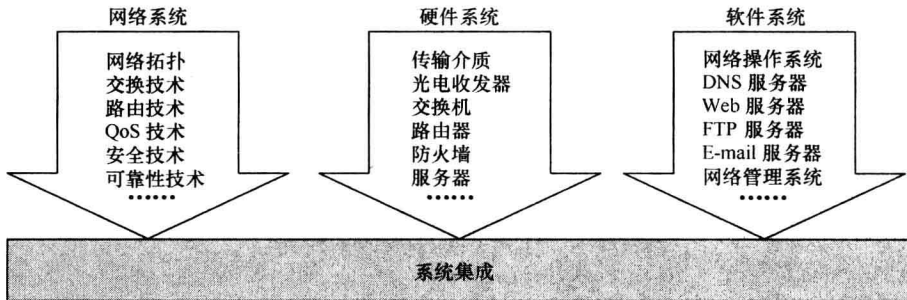 网络系统
网络拓扑
交换技术
路由技术
QoS 技术
安全技术
可靠性技术
……
硬件系统
传输介质
光电收发器
交换机
路由器
防火墙
服务器
……
软件系统
网络操作系统
DNS 服务器
Web 服务器
FTP 服务器
E-mail 服务器
网络管理系统
……
系统集成